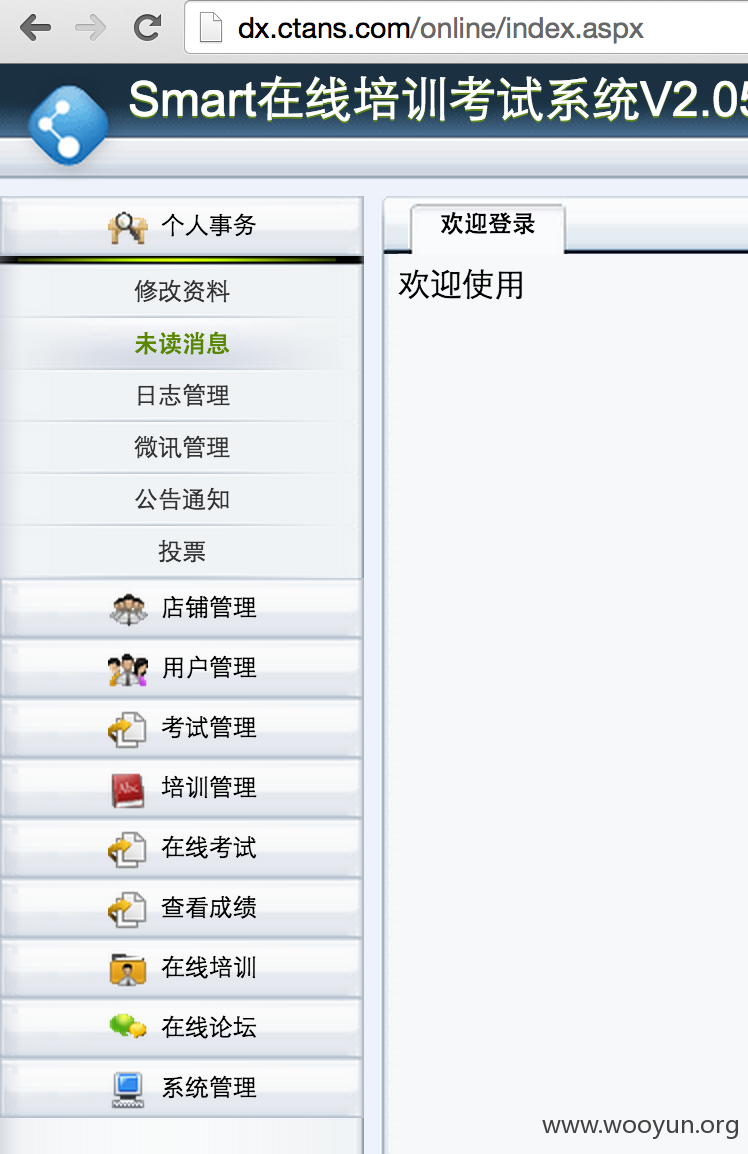 dx.ctans.com/online/index.aspx
Smart在线培训考试系统V2.05
个人事务
欢迎登录
欢迎使用
修改资料
未读消息
日志管理
微讯管理
公告通知
投票
店铺管理
用户管理
考试管理
培训管理
在线考试
查看成绩
在线培训
在线论坛
系统管理
www.wooyun.org